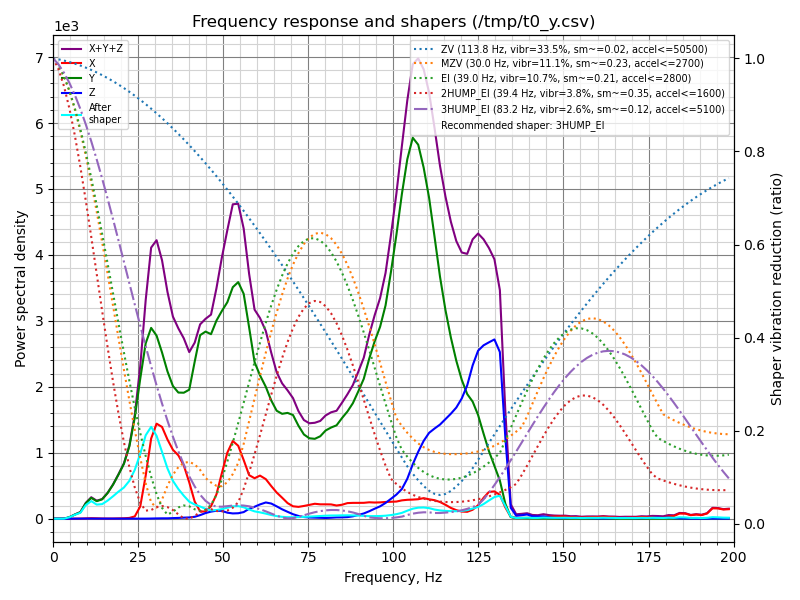 Frequency response and shapers (/tmp/t0_y.csv)
1e3
X+Y+Z
X
Y
Z
After
shaper
ZV (113.8 Hz, vibr=33.5%, sm~=0.02, accel<=50500)
MZV (30.0 Hz, vibr=11.1%, sm~=0.23, accel<=2700)
EI (39.0 Hz, vibr=10.7%, sm~=0.21, accel<=2800)
2HUMP_EI (39.4 Hz, vibr=3.8%, sm~=0.35, accel<=1600)
3HUMP_EI (83.2 Hz, vibr=2.6%, sm~=0.12, accel<=5100)
Recommended shaper: 3HUMP_EI
7
6
5
4
3
2
1
0
Power spectral density
1.0
0.8
0.6
0.4
0.2
0.0
Shaper vibration reduction (ratio)
0 25 50 75 100 125 150 175 200
Frequency, Hz